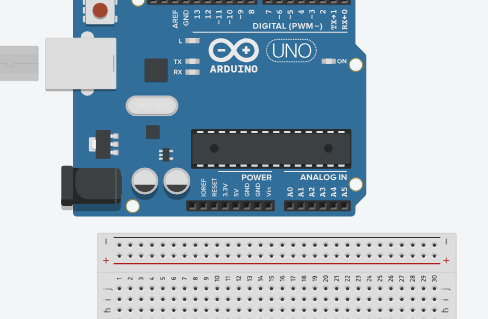 AREF
GND
13
12
~11
~10
~9
8
7
~6
~5
4
~3
2
TX→1
RX←0
DIGITAL (PWM~)
L
TX
RX
ARDUINO
UNO
ON
POWER
ANALOG IN
IOREF
RESET
3.3V
5V
GND
GND
Vin
A0
A1
A2
A3
A4
A5
1 2 3 4 5 6 7 8 9 10 11 12 13 14 15 16 17 18 19 20 21 22 23 24 25 26 27 28 29 30
j j
i i
h h